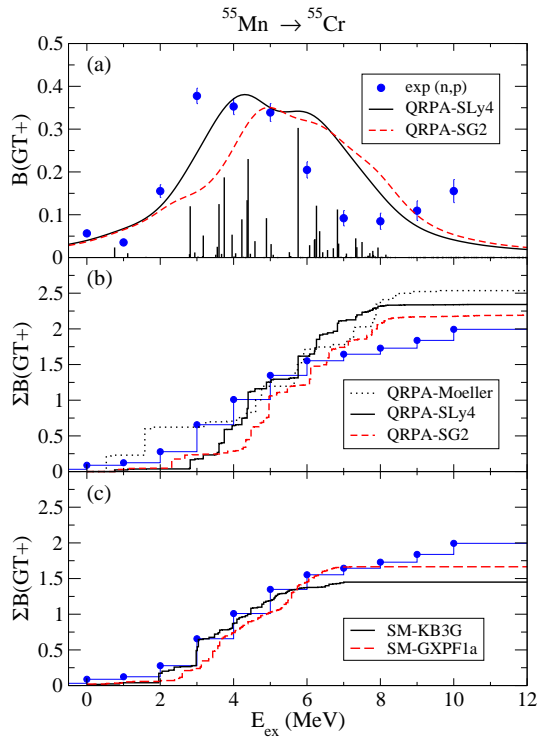 ⁵⁵Mn → ⁵⁵Cr
(a)
exp (n,p)
QRPA-SLy4
QRPA-SG2
B(GT+)
0.5
0.4
0.3
0.2
0.1
0
(b)
QRPA-Moeller
QRPA-SLy4
QRPA-SG2
ΣB(GT+)
2.5
2
1.5
1
0.5
0
(c)
SM-KB3G
SM-GXPF1a
ΣB(GT+)
2
1.5
1
0.5
0
0 2 4 6 8 10 12
E_ex (MeV)